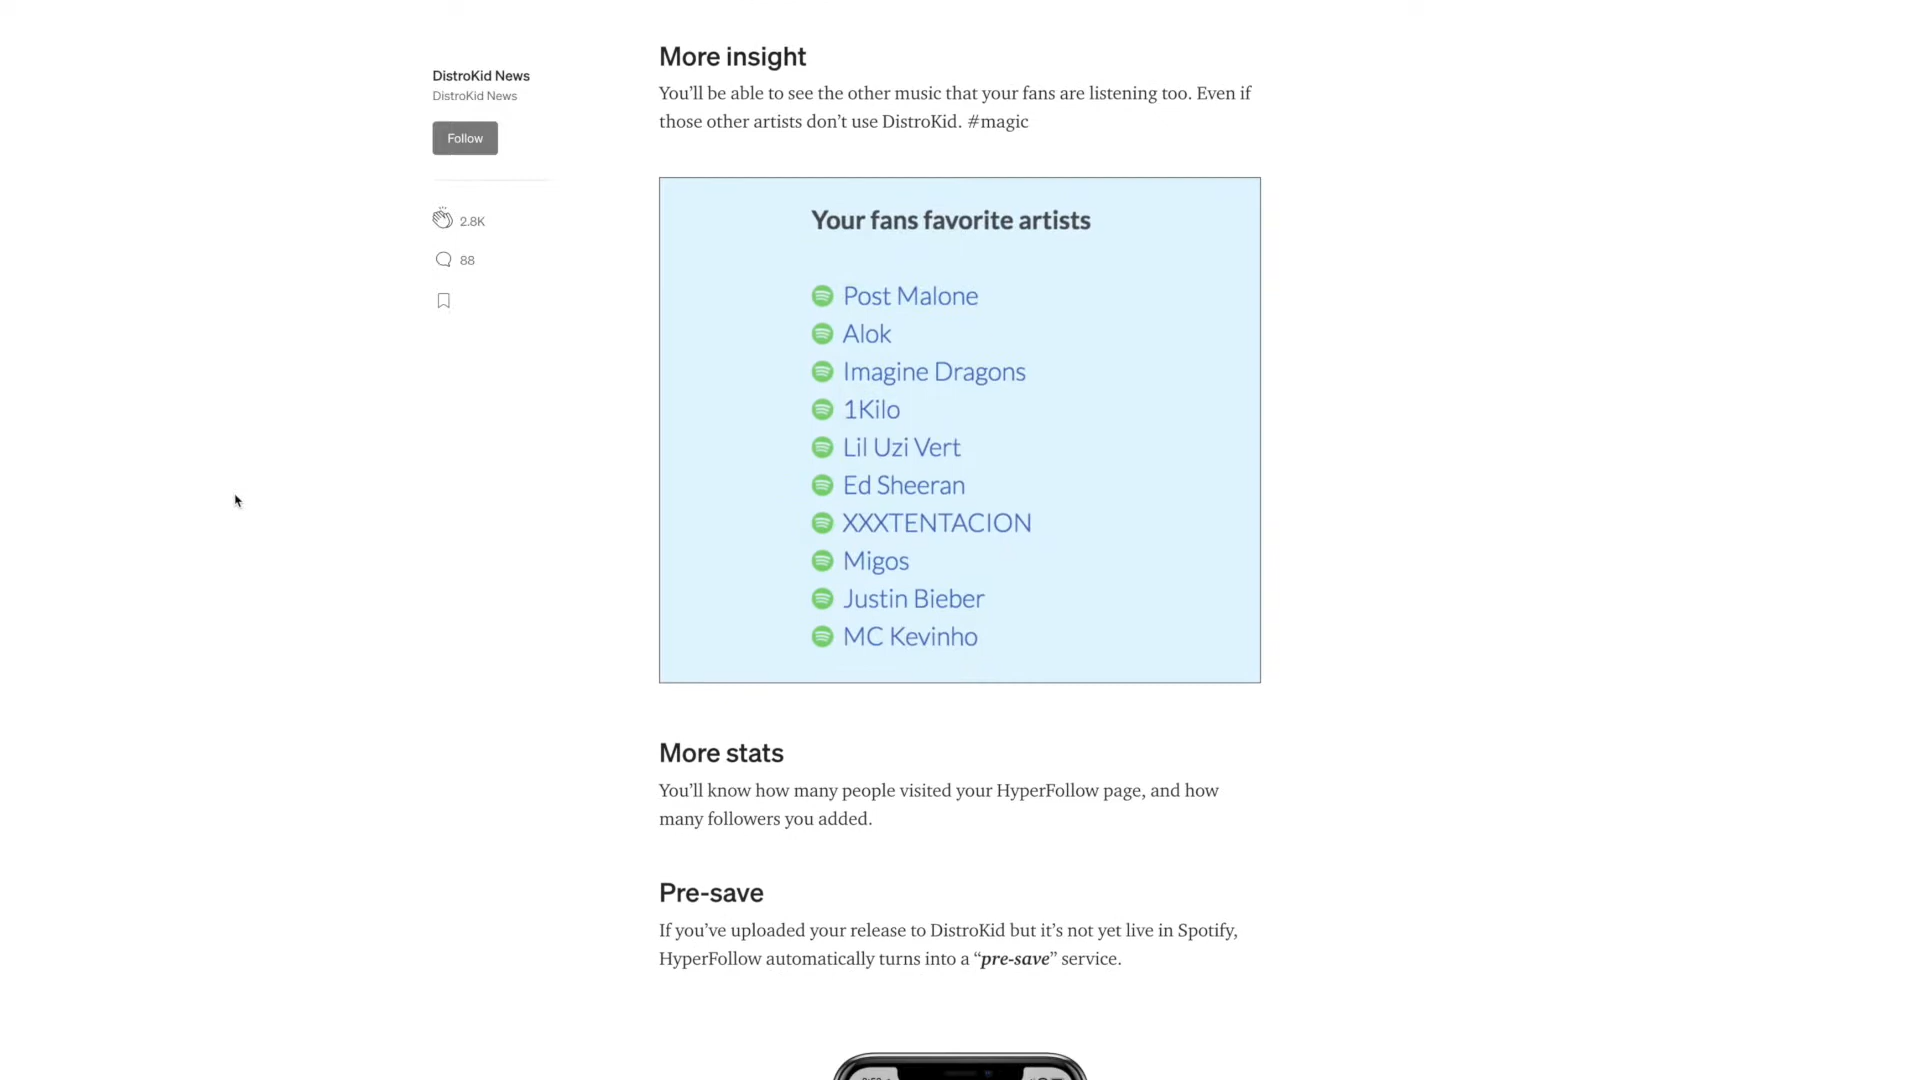 DistroKid News
DistroKid News
Follow
2.8K
88
More insight
You’ll be able to see the other music that your fans are listening too. Even if
those other artists don’t use DistroKid. #magic
Your fans favorite artists
Post Malone
Alok
Imagine Dragons
1Kilo
Lil Uzi Vert
Ed Sheeran
XXXTENTACION
Migos
Justin Bieber
MC Kevinho
More stats
You’ll know how many people visited your HyperFollow page, and how
many followers you added.
Pre-save
If you’ve uploaded your release to DistroKid but it’s not yet live in Spotify,
HyperFollow automatically turns into a “pre-save” service.